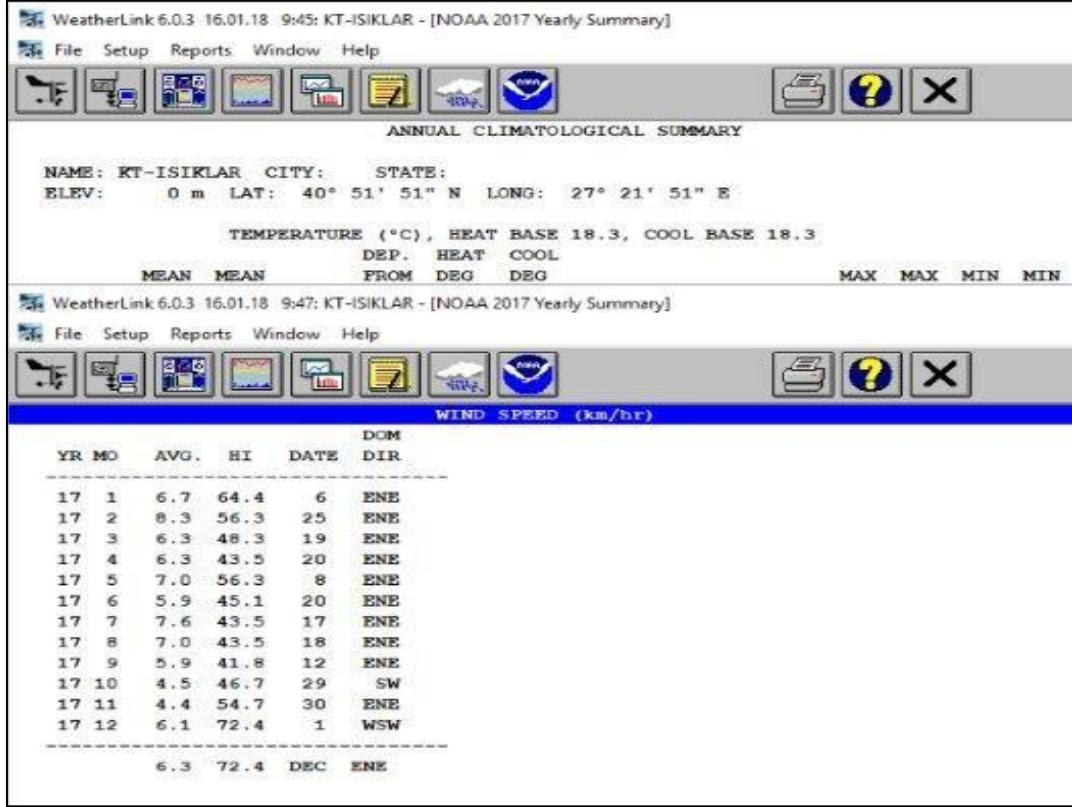 WeatherLink 6.0.3 16.01.18 9:45: KT-ISIKLAR - [NOAA 2017 Yearly Summary]
File Setup Reports Window Help
ANNUAL CLIMATOLOGICAL SUMMARY
NAME: KT-ISIKLAR CITY: STATE:
ELEV: 0 m LAT: 40° 51' 51" N LONG: 27° 21' 51" E
TEMPERATURE (°C), HEAT BASE 18.3, COOL BASE 18.3
DEP. HEAT COOL
MEAN MEAN FROM DEG DEG MAX MAX MIN MIN
WeatherLink 6.0.3 16.01.18 9:47: KT-ISIKLAR - [NOAA 2017 Yearly Summary]
File Setup Reports Window Help
WIND SPEED (km/hr)
DOM
YR MO AVG. HI DATE DIR
------------------------------------
17 1 6.7 64.4 6 ENE
17 2 8.3 56.3 25 ENE
17 3 6.3 48.3 19 ENE
17 4 6.3 43.5 20 ENE
17 5 7.0 56.3 8 ENE
17 6 5.9 45.1 20 ENE
17 7 7.6 43.5 17 ENE
17 8 7.0 43.5 18 ENE
17 9 5.9 41.8 12 ENE
17 10 4.5 46.7 29 SW
17 11 4.4 54.7 30 ENE
17 12 6.1 72.4 1 WSW
------------------------------------
6.3 72.4 DEC ENE